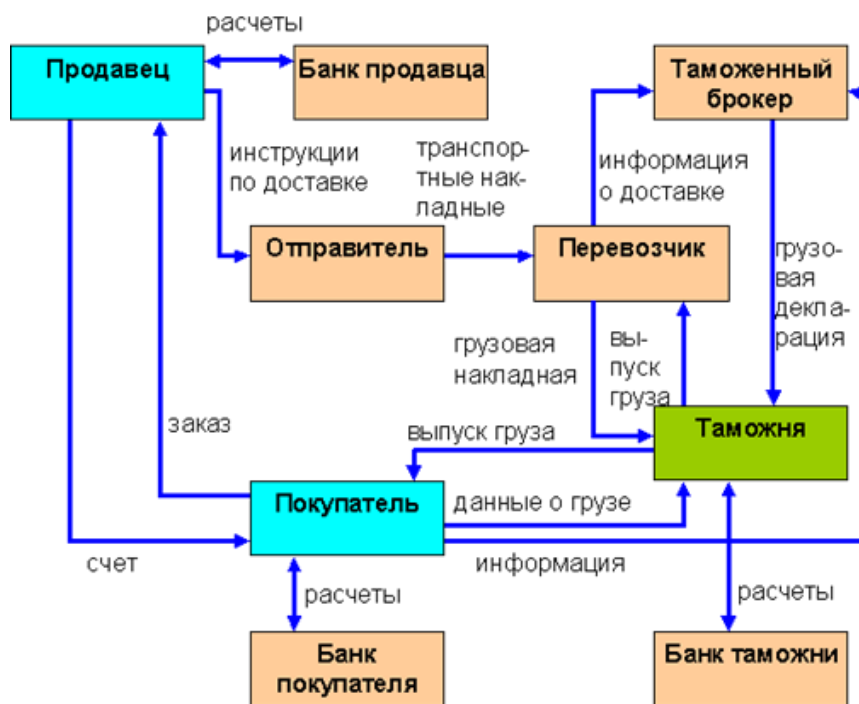 расчеты
Продавец
Банк продавца
Таможенный
брокер
инструкции
по доставке
транспор-
тные нак-
ладные
информация
о доставке
Отправитель
Перевозчик
грузо-
вая
декла-
рация
грузовая
накладная
вы-
пуск
груза
заказ
выпуск груза
Таможня
Покупатель
данные о грузе
счет
информация
расчеты
расчеты
Банк
покупателя
Банк таможни